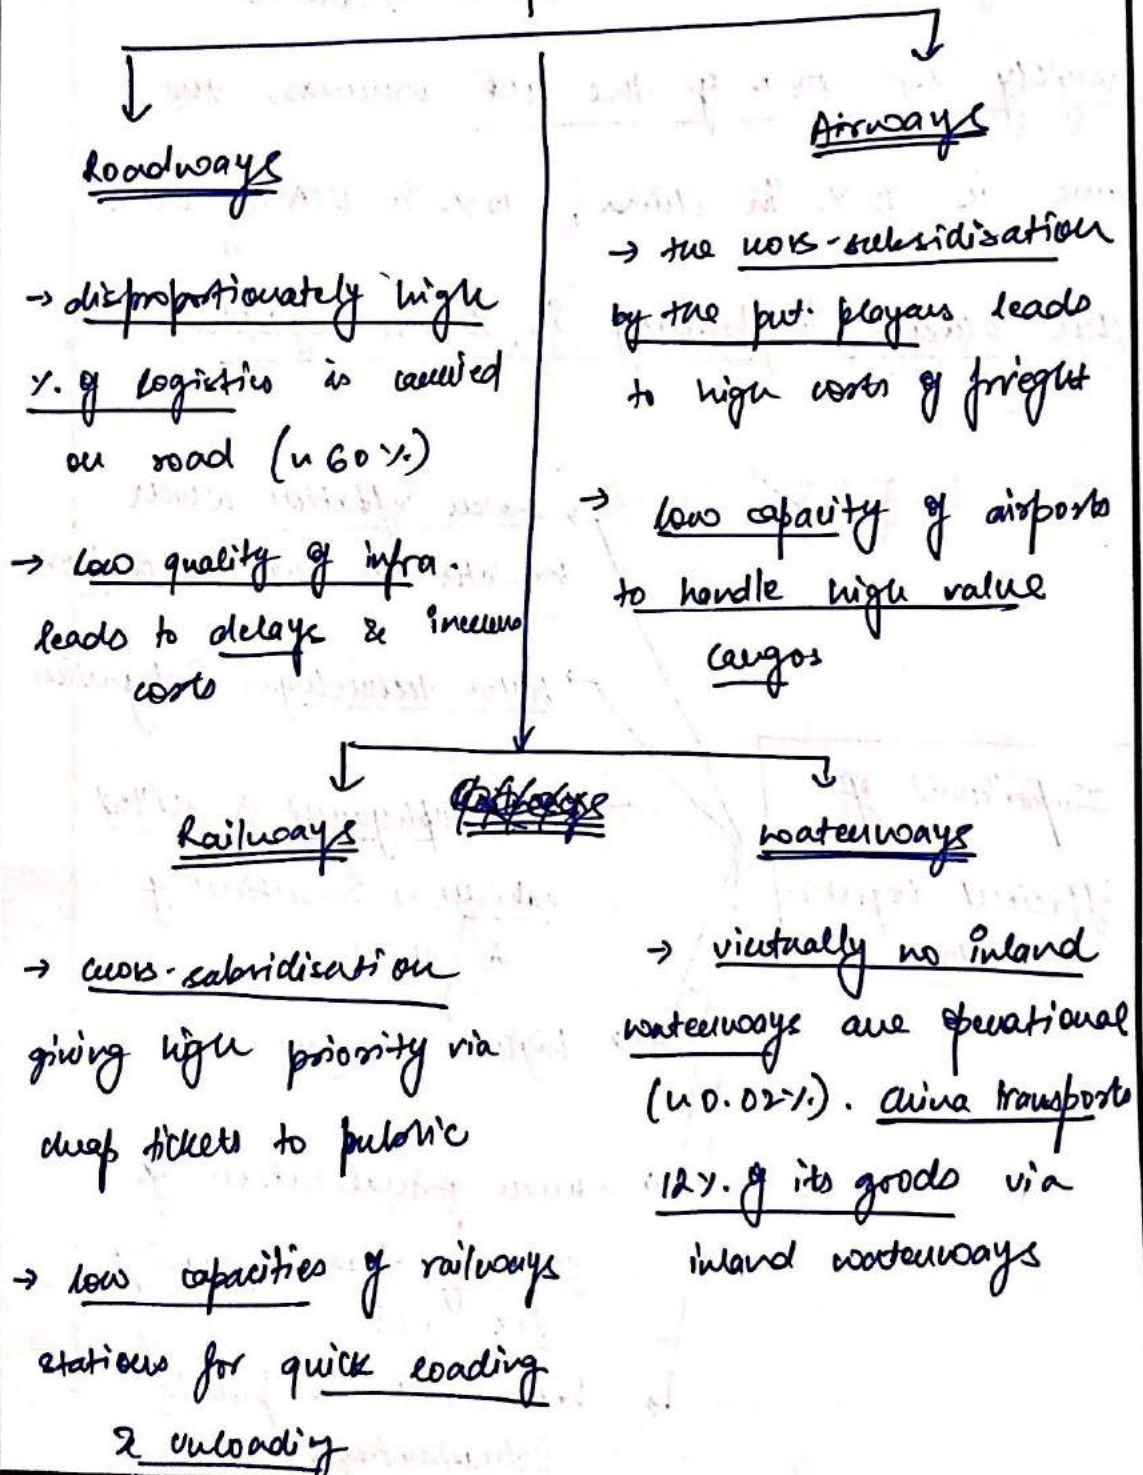 Roadways
→ disproportionately high
%. of logistics is carried
on road (~ 60%)
→ low quality of infra.
leads to delays &
costs
Airways
→ the non-subsidisation
by the pvt. players leads
to high costs of frieght
→ low capacity of airports
to handle high value
cargos
Railways
→ cross-subsidisation
giving high priority via
cheap tickets to public
→ low capacities of railways
stations for quick loading
& unloading
waterways
→ virtually no inland
waterways are operational
(~ 0.02%). China transports
12%. of its goods via
inland waterways